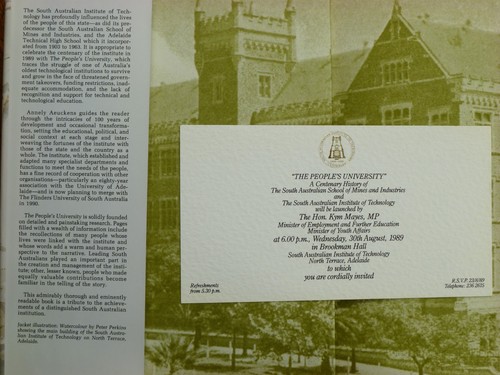 The South Australian Institute of Tech-
nology has profoundly influenced the lives
of the people of this state—as did its pre-
decessor the South Australian School of
Mines and Industries, and the Adelaide
Technical High School which it incorpor-
ated from 1903 to 1963. It is appropriate to
celebrate the centenary of the institute in
1989 with The People's University, which
traces the struggle of one of Australia's
oldest technological institutions to survive
and grow in the face of threatened govern-
ment takeovers, funding restrictions, inad-
equate accommodation, and the lack of
recognition and support for technical and
technological education.
Annely Aeuckens guides the reader
through the intricacies of 100 years of
development and occasional transforma-
tion, setting the educational, political, and
social context at each stage and inter-
weaving the fortunes of the institute with
those of the state and the country as a
whole. The Institute, which established and
adapted many specialist departments and
functions to meet the needs of the people,
has a fine record of cooperation with other
organisations—particularly an eighty-year
association with the University of Ade-
laide—and is now planning to merge with
The Flinders University of South Australia
in 1990.
The People's University is solidly founded
on detailed and painstaking research. Pages
filled with a wealth of information include
the recollections of many people whose
lives were linked with the institute and
whose words add a warm and human per-
spective to the narrative. Leading South
Australians played an important part in
the creation and management of the insti-
tute; other, lesser known, people who made
equally valuable contributions become
familiar in the telling of the story.
This admirably thorough and eminently
readable book is a tribute to the achieve-
ments of a distinguished South Australian
institution.
Jacket illustration: Watercolour by Peter Perkins
showing the main building of the South Austra-
lian Institute of Technology on North Terrace,
Adelaide.
"THE PEOPLE'S UNIVERSITY"
A Centenary History of
The South Australian School of Mines and Industries
and
The South Australian Institute of Technology
will be launched by
The Hon. Kym Mayes, MP
Minister of Employment and Further Education
Minister of Youth Affairs
at 6.00 p.m., Wednesday, 30th August, 1989
in Brookman Hall
South Australian Institute of Technology
North Terrace, Adelaide
to which
you are cordially invited
Refreshments
from 5.30 p.m.
R.S.V.P. 22/8/89
Telephone: 236 2635